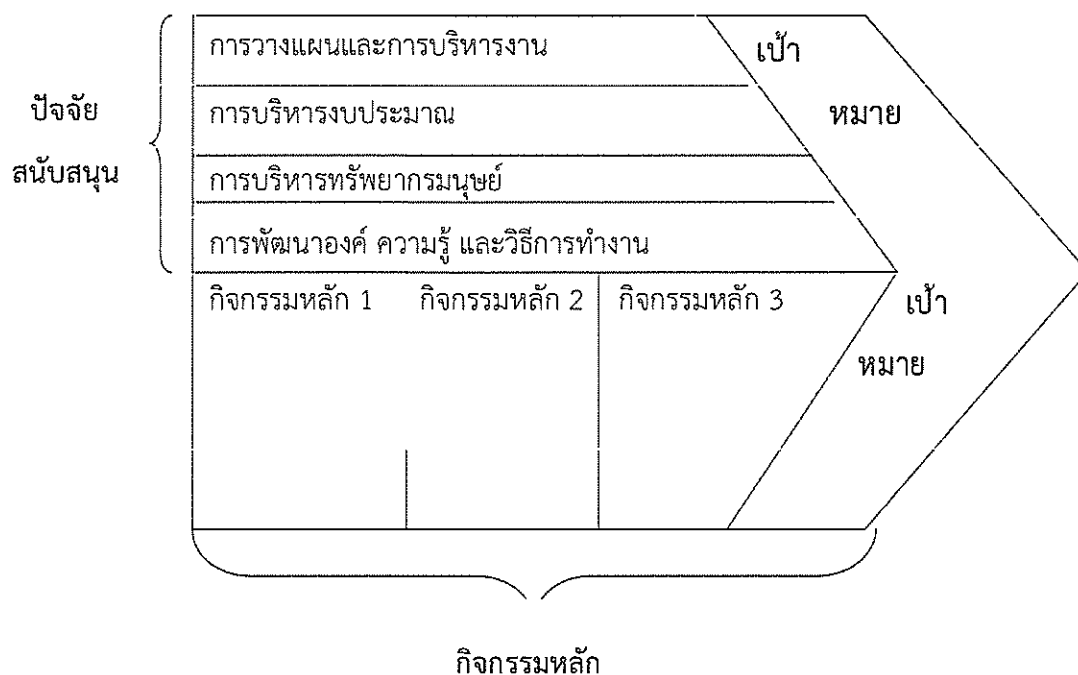 การวางแผนและการบริหารงาน
เป้า
หมาย
การบริหารงบประมาณ
ปัจจัย
สนับสนุน
การบริหารทรัพยากรมนุษย์
การพัฒนาองค์ ความรู้ และวิธีการทำงาน
กิจกรรมหลัก 1 กิจกรรมหลัก 2 กิจกรรมหลัก 3
เป้า
หมาย
กิจกรรมหลัก